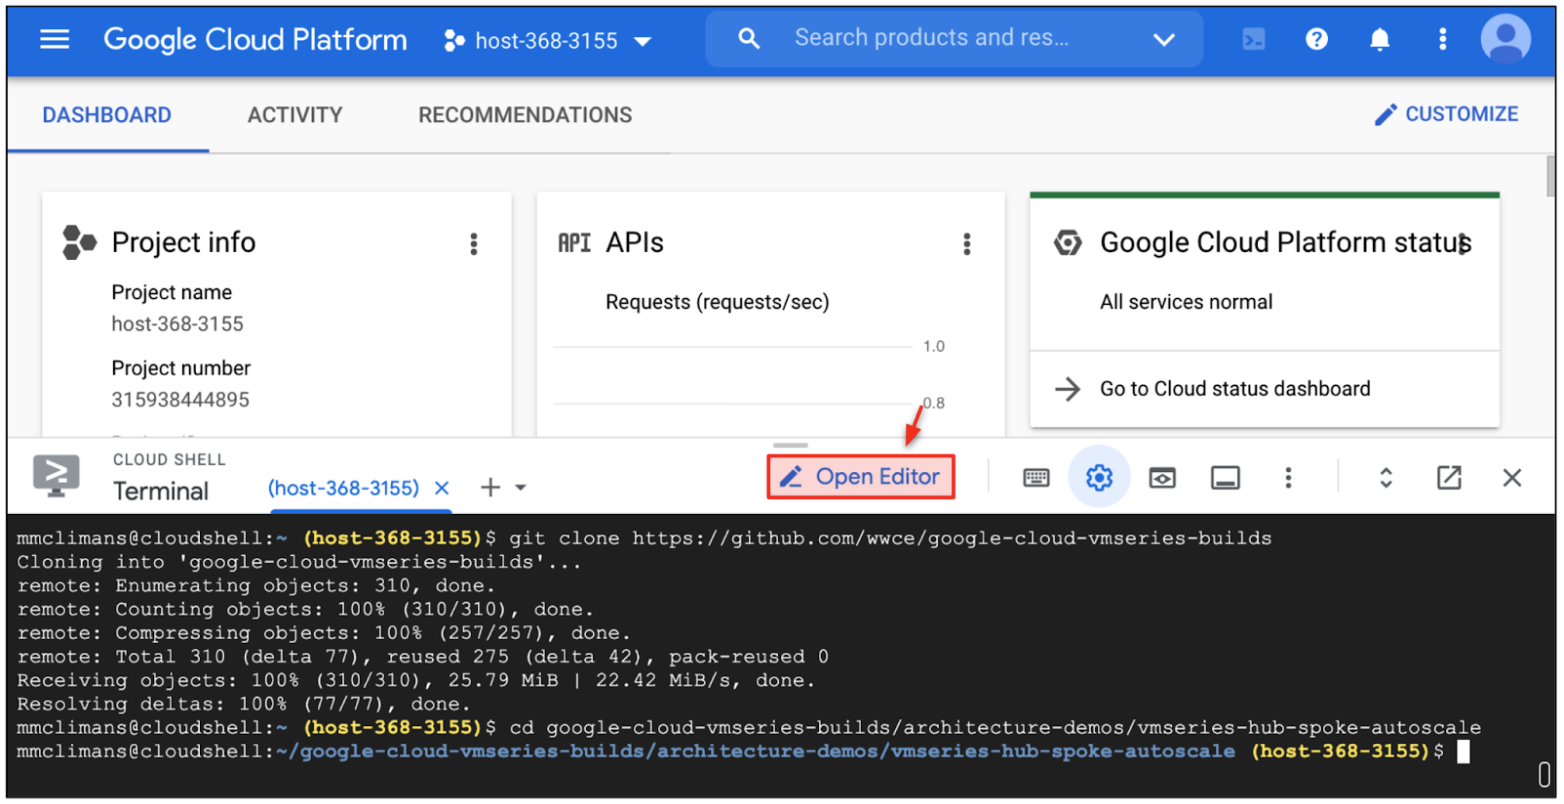 Google Cloud Platform host-368-3155 Search products and res...
DASHBOARD ACTIVITY RECOMMENDATIONS CUSTOMIZE
Project info
Project name
host-368-3155
Project number
315938444895
API APIs
Requests (requests/sec)
1.0
0.8
Google Cloud Platform status
All services normal
Go to Cloud status dashboard
CLOUD SHELL
Terminal
(host-368-3155)
Open Editor
mmclimans@cloudshell:~ (host-368-3155)$ git clone https://github.com/wwce/google-cloud-vmseries-builds
Cloning into 'google-cloud-vmseries-builds'...
remote: Enumerating objects: 310, done.
remote: Counting objects: 100% (310/310), done.
remote: Compressing objects: 100% (257/257), done.
remote: Total 310 (delta 77), reused 275 (delta 42), pack-reused 0
Receiving objects: 100% (310/310), 25.79 MiB | 22.42 MiB/s, done.
Resolving deltas: 100% (77/77), done.
mmclimans@cloudshell:~ (host-368-3155)$ cd google-cloud-vmseries-builds/architecture-demos/vmseries-hub-spoke-autoscale
mmclimans@cloudshell:~/google-cloud-vmseries-builds/architecture-demos/vmseries-hub-spoke-autoscale (host-368-3155)$